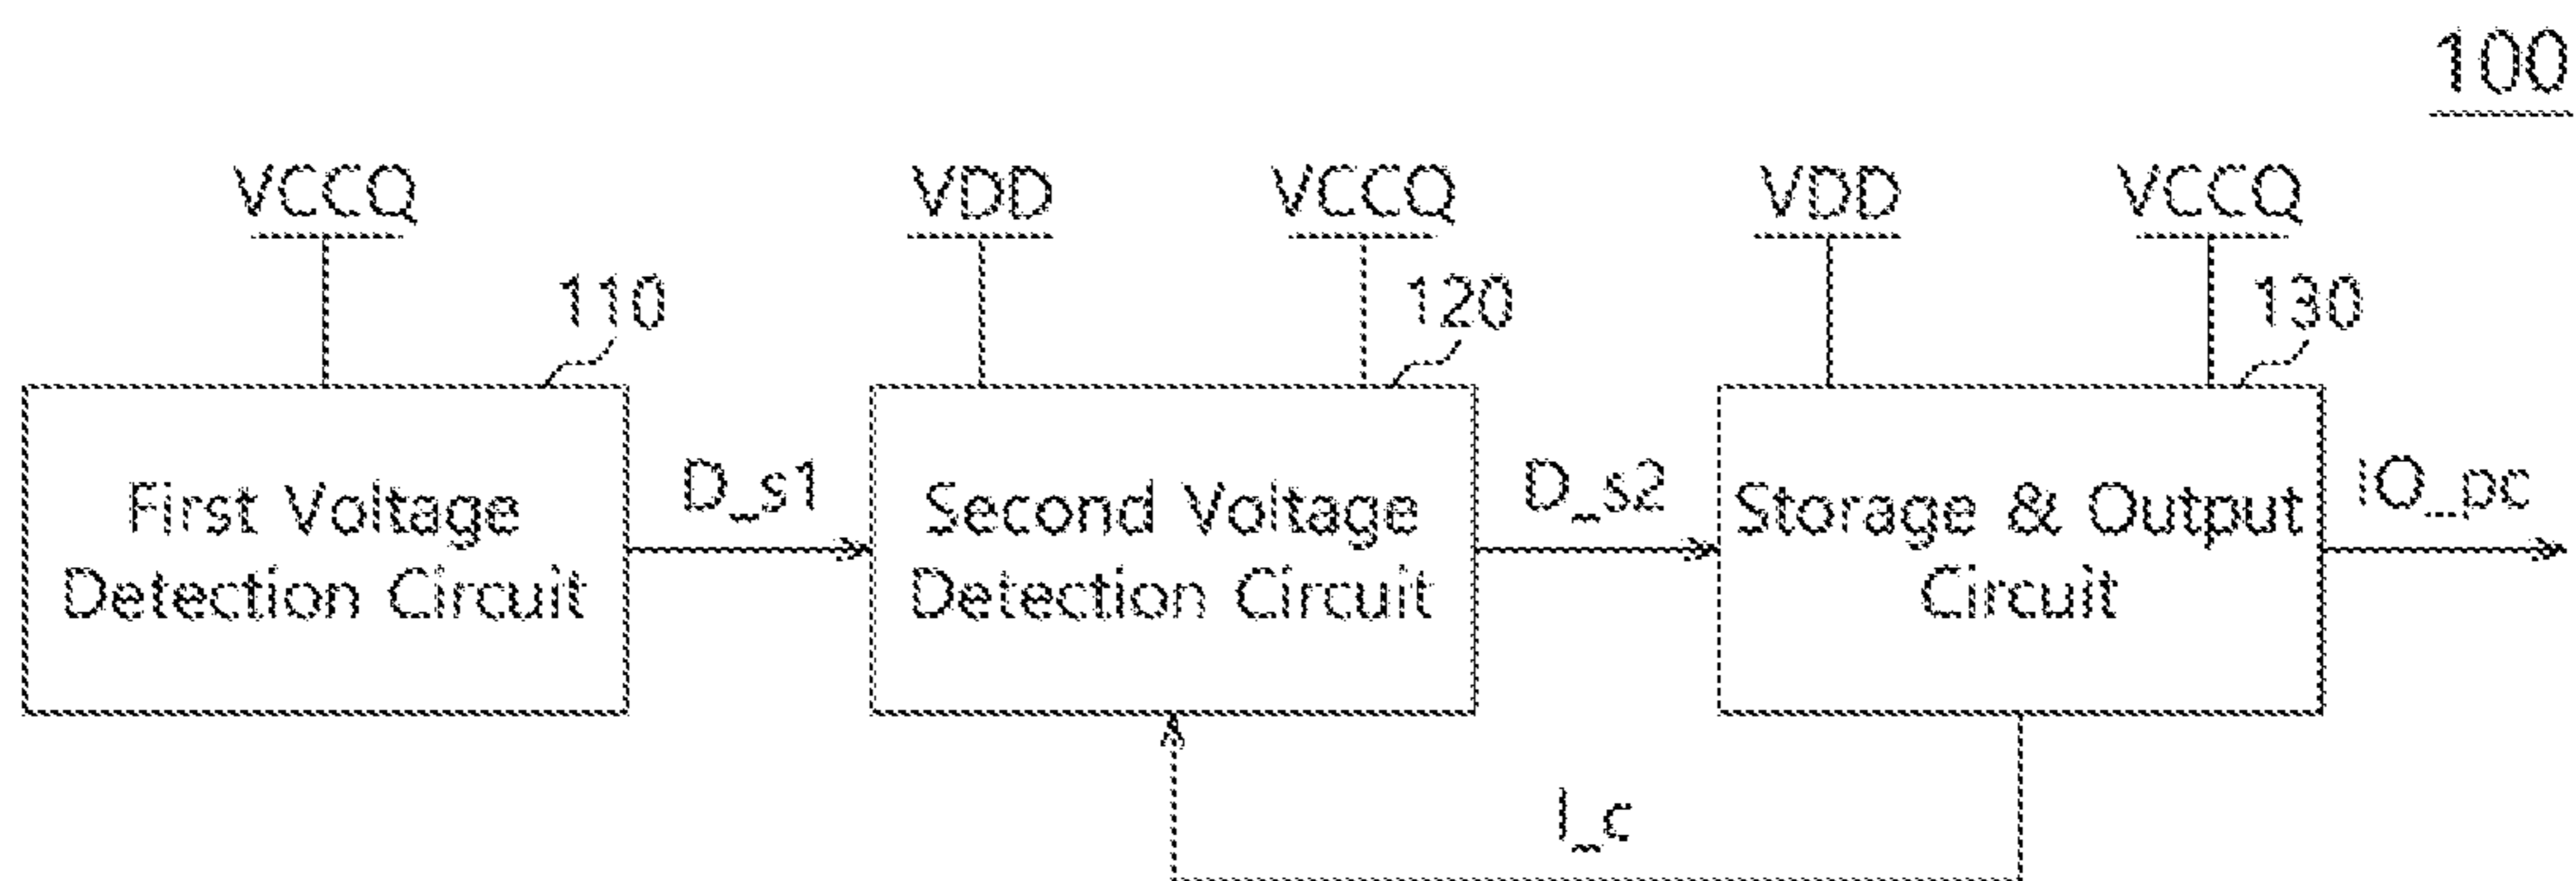 100
VCCQ
VDD
VCCQ
VDD
VCCQ
110
120
130
First Voltage
Detection Circuit
D_s1
Second Voltage
Detection Circuit
D_s2
Storage & Output
Circuit
IO_pc
I_c